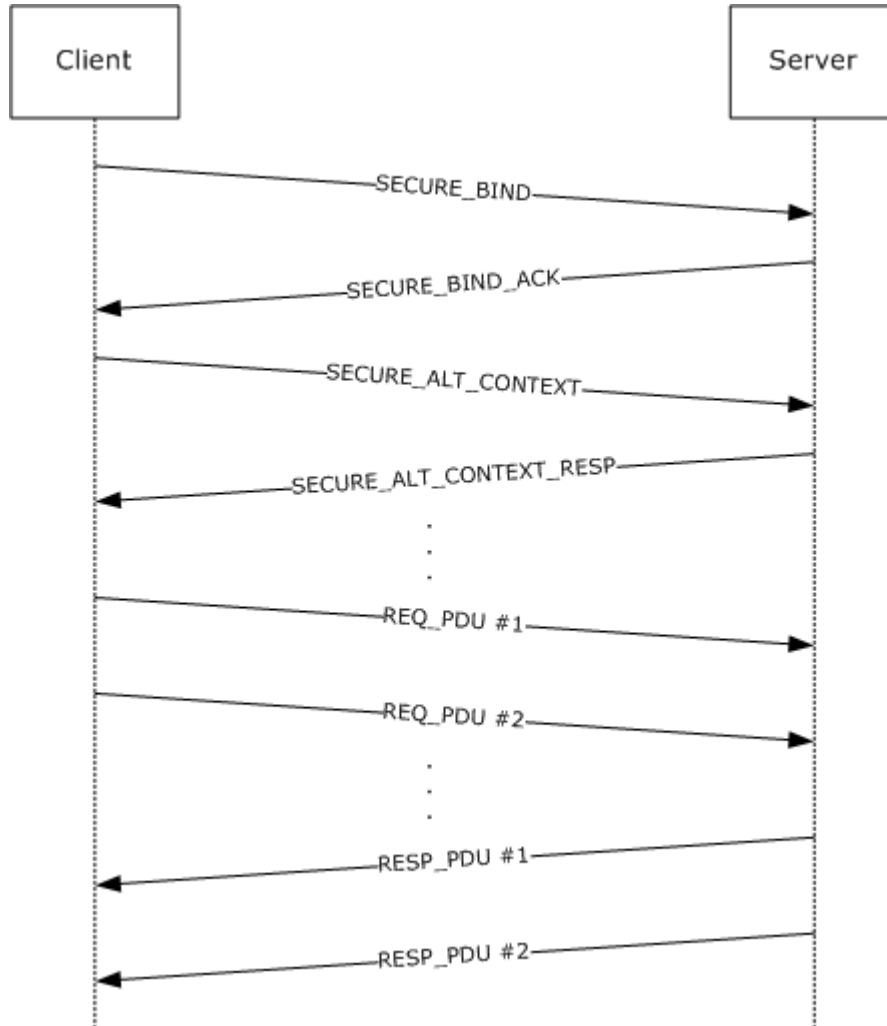 Client
Server
SECURE_BIND
SECURE_BIND_ACK
SECURE_ALT_CONTEXT
SECURE_ALT_CONTEXT_RESP
.
.
.
REQ_PDU #1
REQ_PDU #2
.
.
.
RESP_PDU #1
RESP_PDU #2